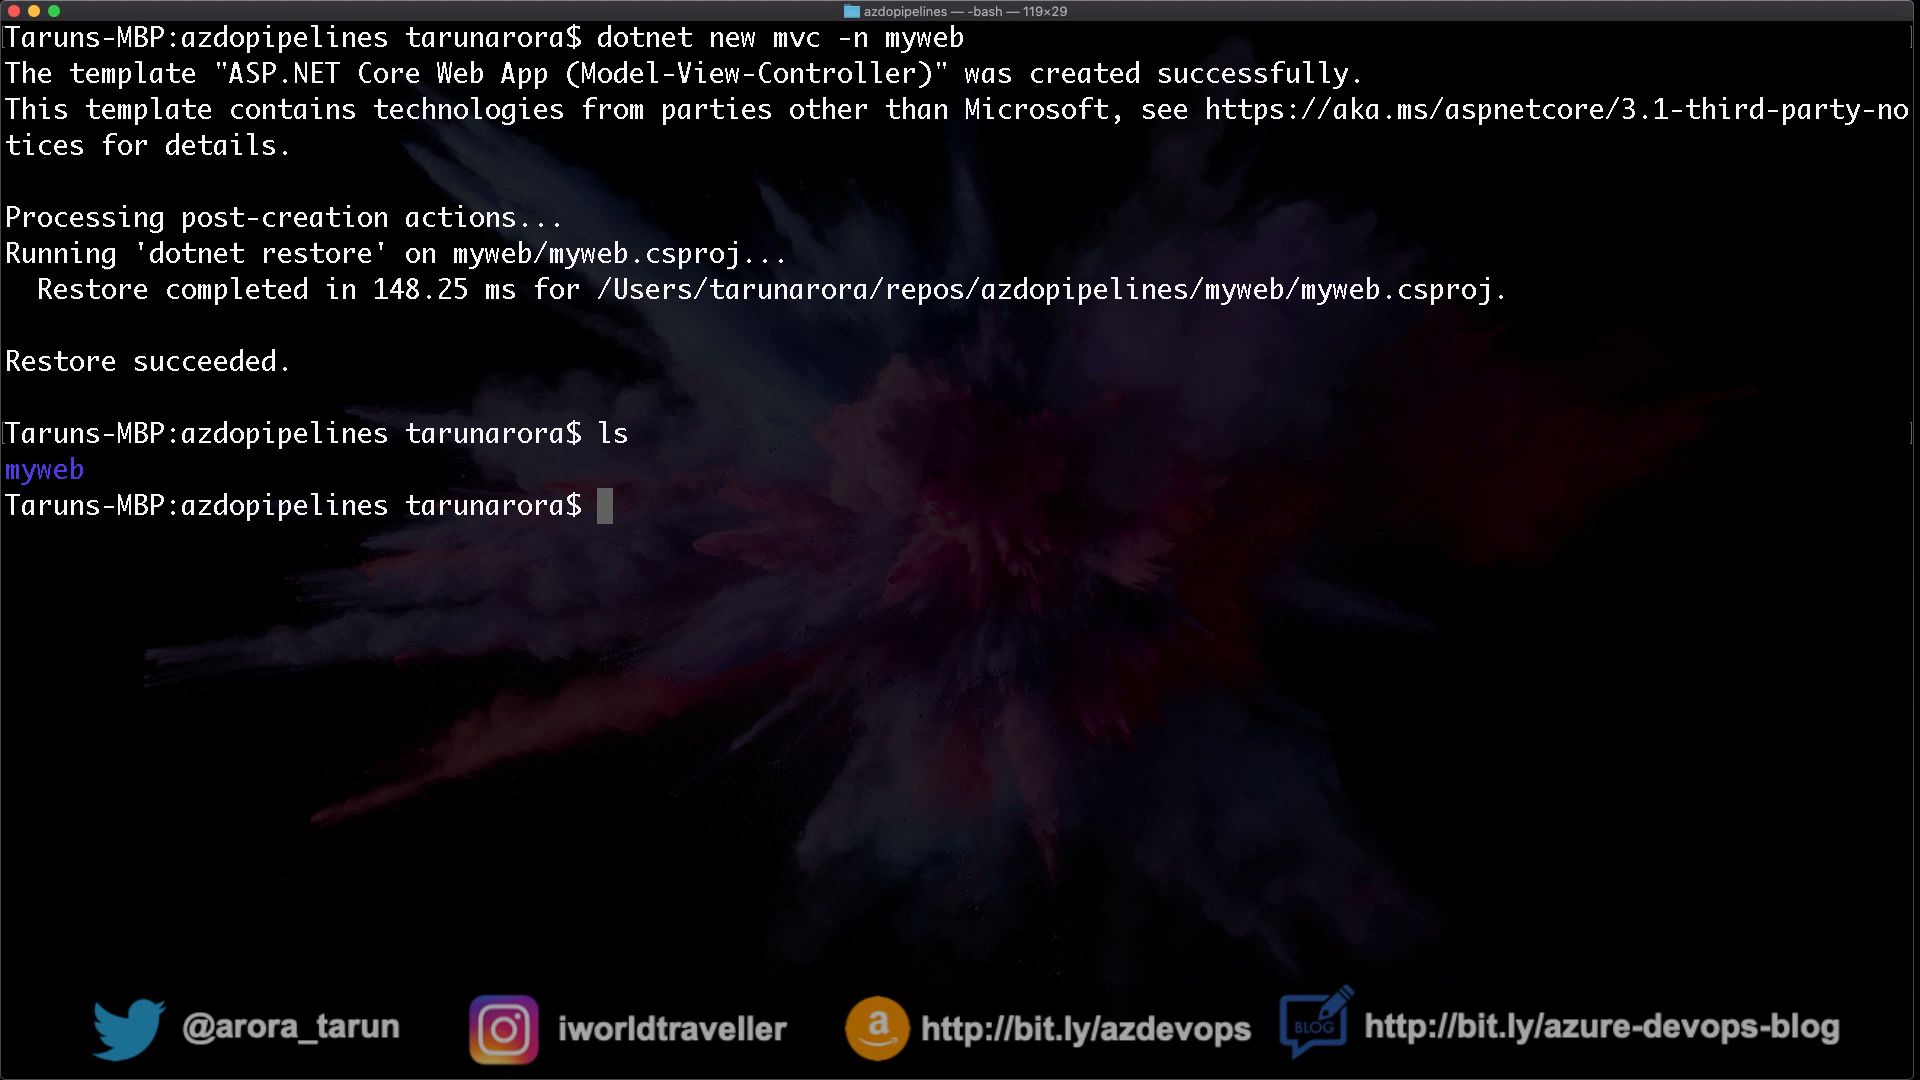 azdopipelines — -bash — 119×29
Taruns-MBP:azdopipelines tarunarora$ dotnet new mvc -n myweb
The template "ASP.NET Core Web App (Model-View-Controller)" was created successfully.
This template contains technologies from parties other than Microsoft, see https://aka.ms/aspnetcore/3.1-third-party-no
tices for details.
Processing post-creation actions...
Running 'dotnet restore' on myweb/myweb.csproj...
Restore completed in 148.25 ms for /Users/tarunarora/repos/azdopipelines/myweb/myweb.csproj.
Restore succeeded.
Taruns-MBP:azdopipelines tarunarora$ ls
myweb
Taruns-MBP:azdopipelines tarunarora$
@arora_tarun
iworldtraveller
a
http://bit.ly/azdevops
BLOG
http://bit.ly/azure-devops-blog